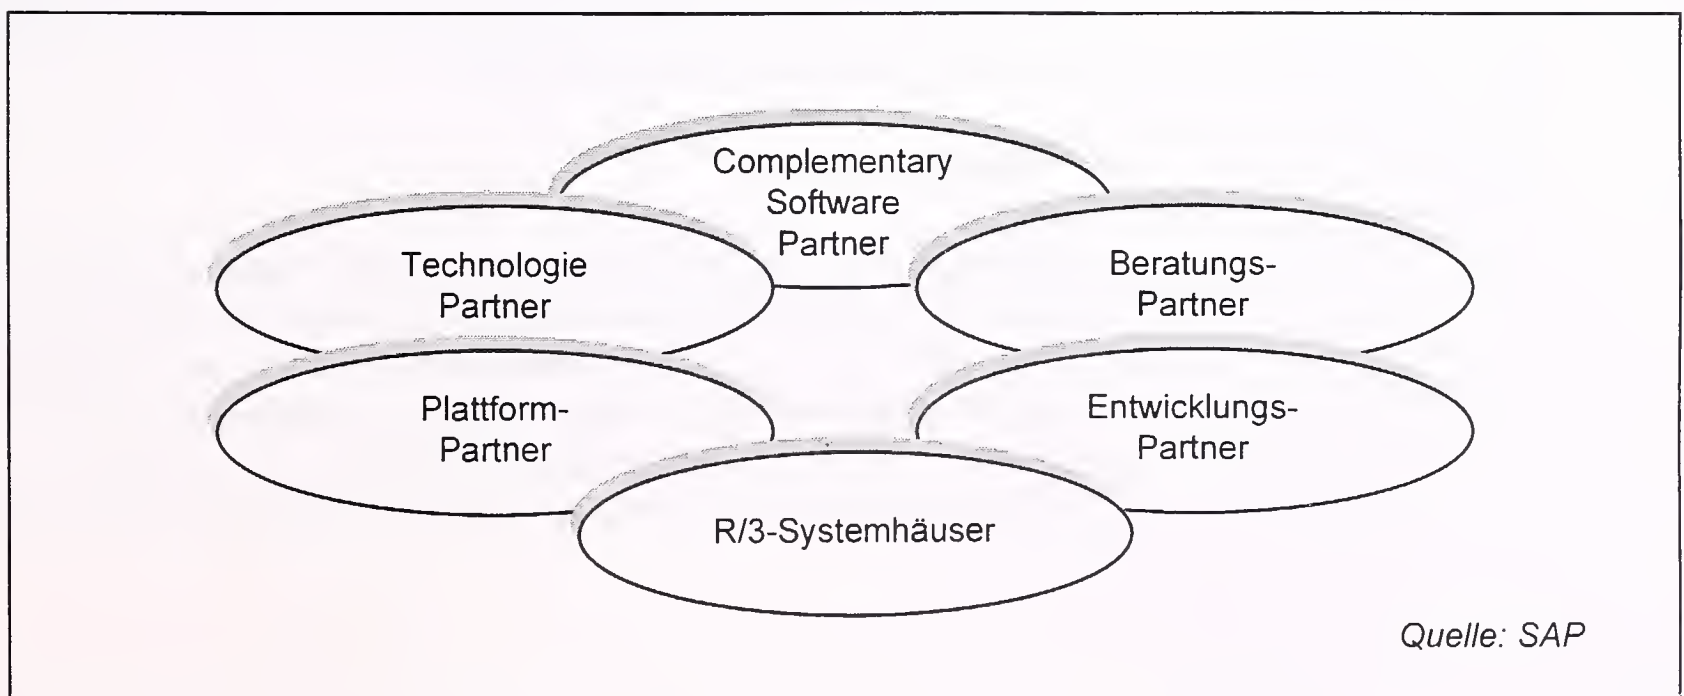 Complementary
Software
Partner
Technologie
Partner
Beratungs-
Partner
Plattform-
Partner
Entwicklungs-
Partner
R/3-Systemhäuser
Quelle: SAP